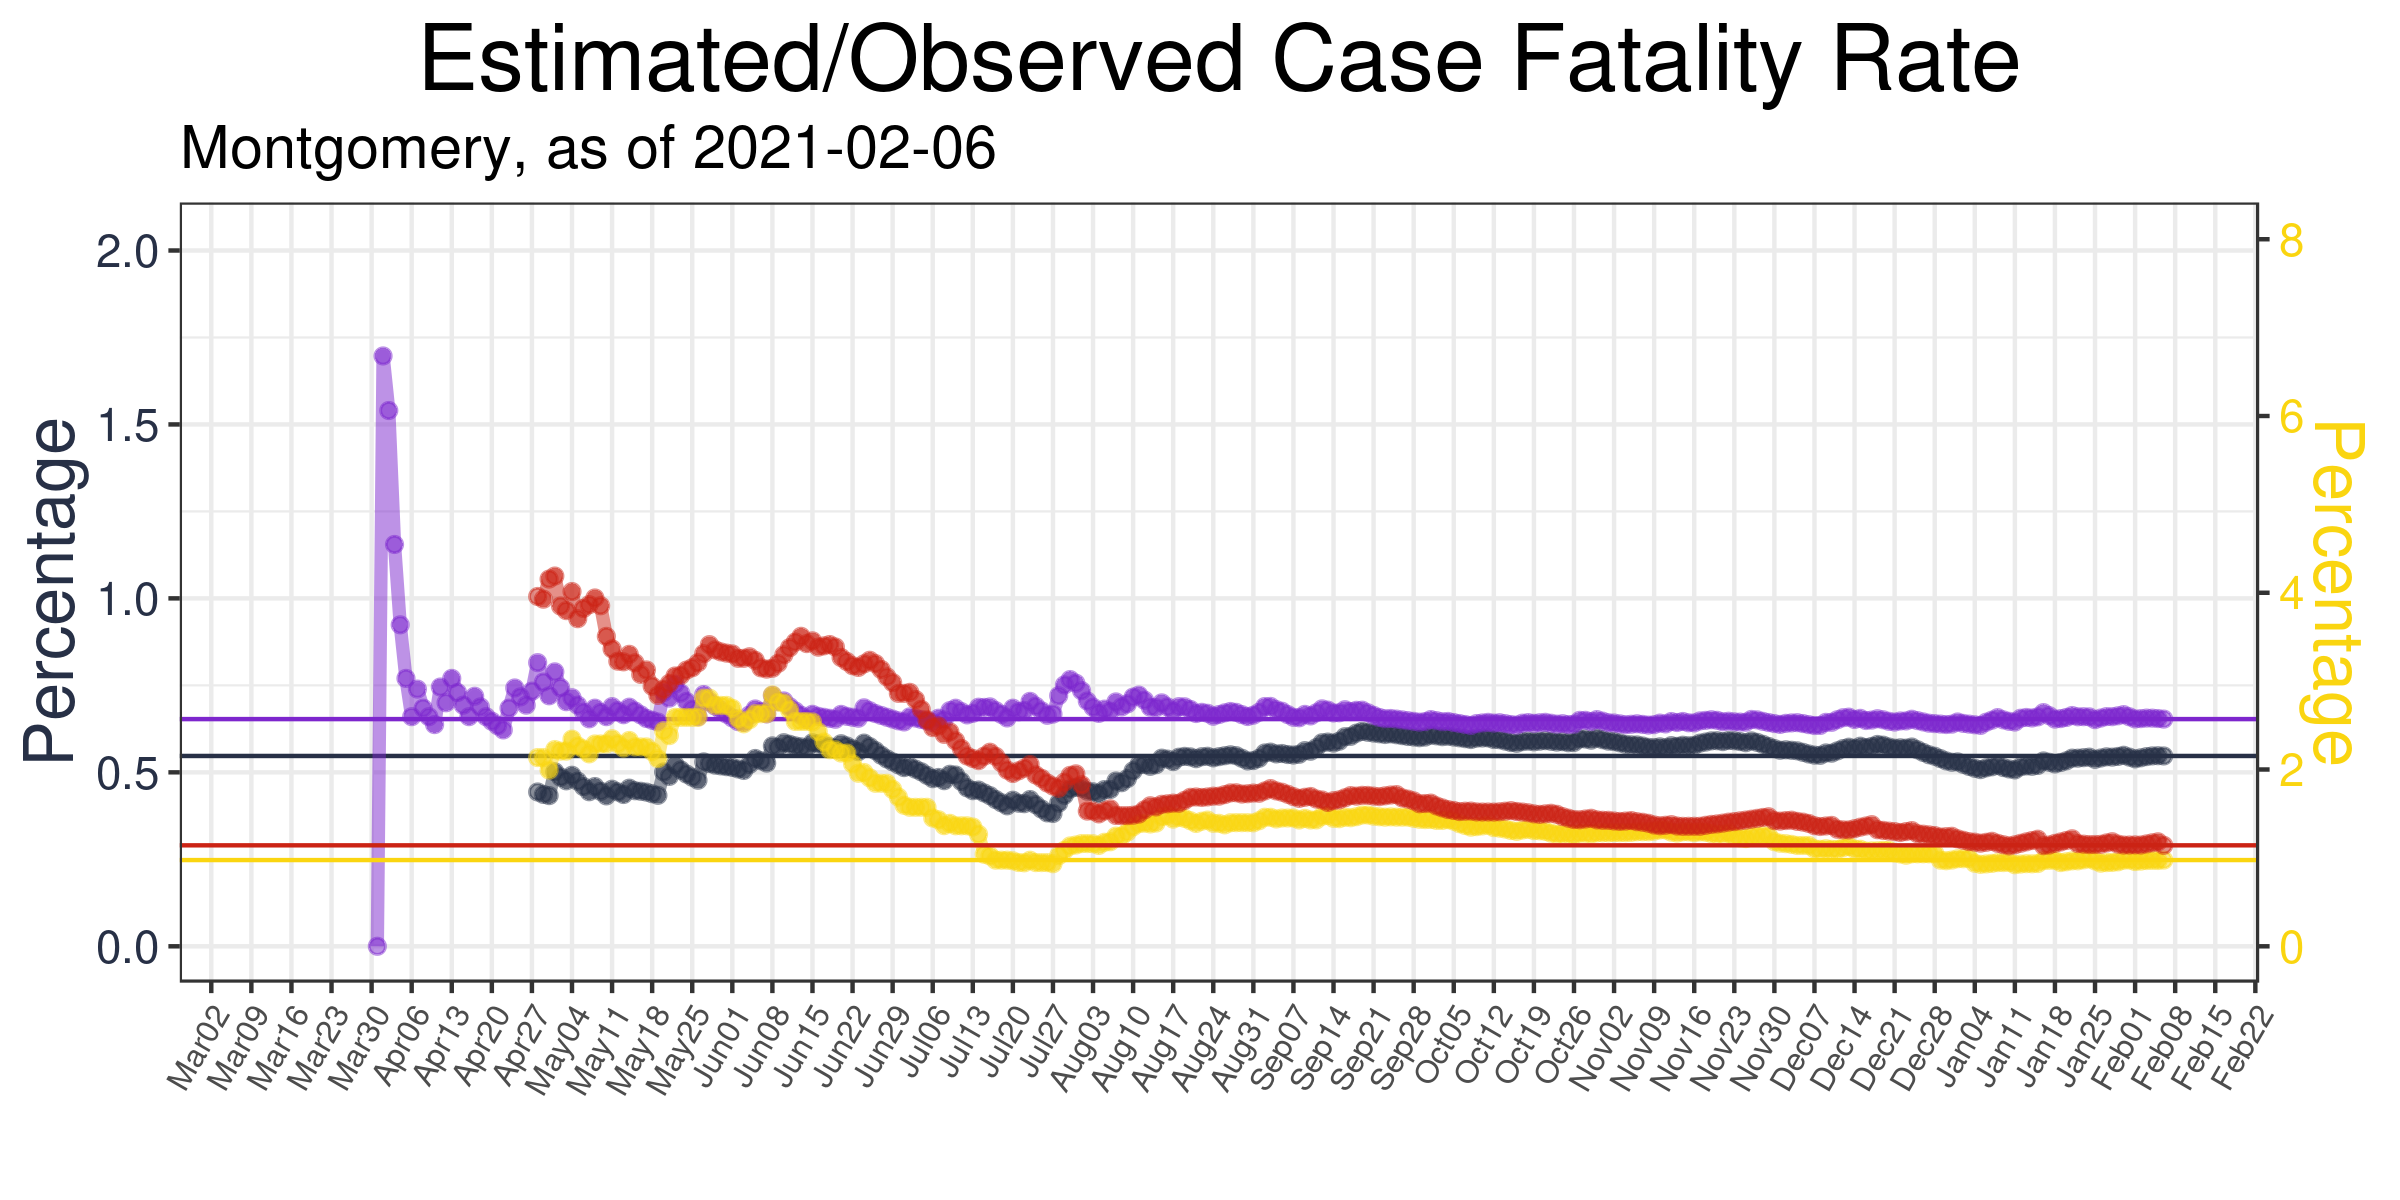 Estimated/Observed Case Fatality Rate
Montgomery, as of 2021-02-06
Percentage
2.0
1.5
1.0
0.5
0.0
8
6
4
2
0
Percentage
Mar02 Mar09 Mar16 Mar23 Mar30 Apr06 Apr13 Apr20 Apr27 May04 May11 May18 May25 Jun01 Jun08 Jun15 Jun22 Jun29 Jul06 Jul13 Jul20 Jul27 Aug03 Aug10 Aug17 Aug24 Aug31 Sep07 Sep14 Sep21 Sep28 Oct05 Oct12 Oct19 Oct26 Nov02 Nov09 Nov16 Nov23 Nov30 Nov07 Dec14 Dec21 Dec28 Dec04 Jan11 Jan18 Jan25 Jan01 Feb08 Feb15 Feb22